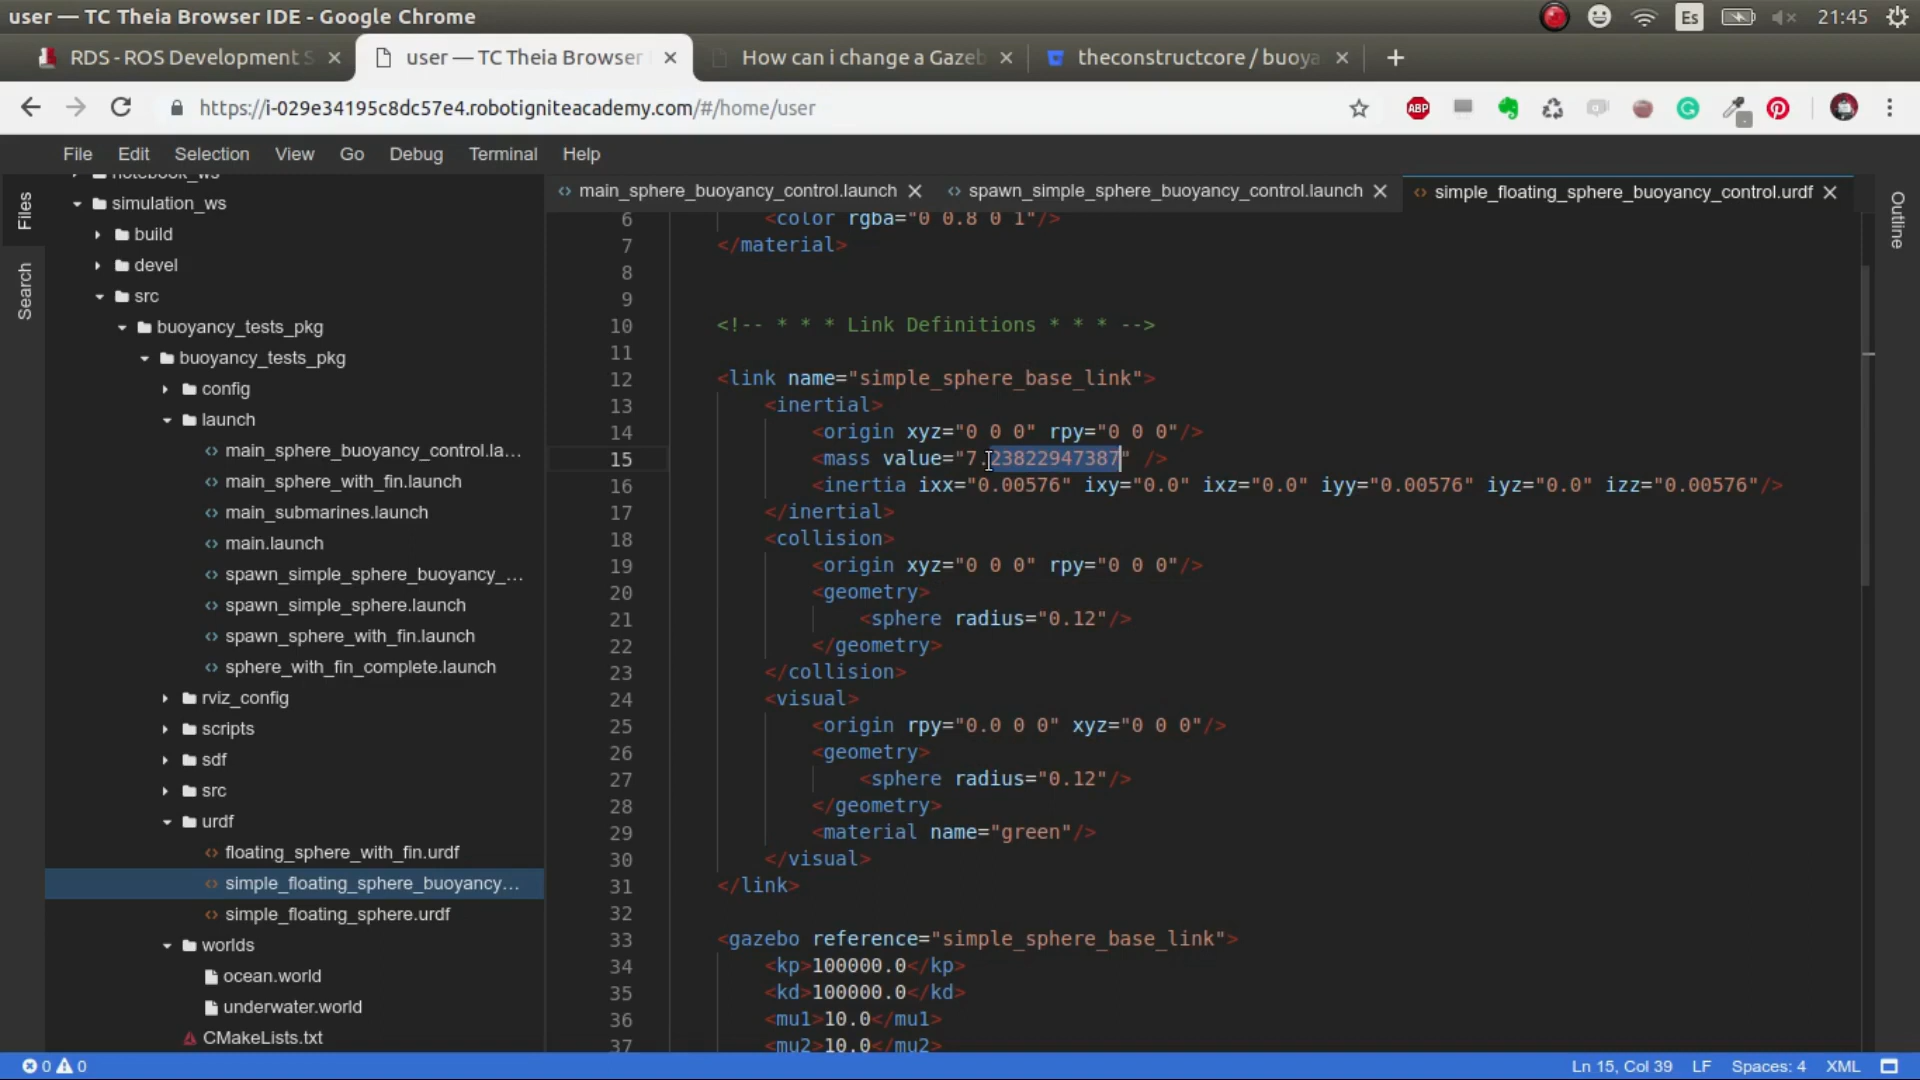 user — TC Theia Browser IDE - Google Chrome
Es
21:45
RDS - ROS Development S
user — TC Theia Browser
How can i change a Gazeb
theconstructcore / buoya
https://i-029e34195c8dc57e4.robotigniteacademy.com/#/home/user
ABP
File Edit Selection View Go Debug Terminal Help
Files
Search
Outline
notebook_ws
simulation_ws
build
devel
src
buoyancy_tests_pkg
buoyancy_tests_pkg
config
launch
main_sphere_buoyancy_control.la...
main_sphere_with_fin.launch
main_submarines.launch
main.launch
spawn_simple_sphere_buoyancy_...
spawn_simple_sphere.launch
spawn_sphere_with_fin.launch
sphere_with_fin_complete.launch
rviz_config
scripts
sdf
src
urdf
floating_sphere_with_fin.urdf
simple_floating_sphere_buoyancy...
simple_floating_sphere.urdf
worlds
ocean.world
underwater.world
CMakeLists.txt
main_sphere_buoyancy_control.launch
spawn_simple_sphere_buoyancy_control.launch
simple_floating_sphere_buoyancy_control.urdf
6 <color rgba="0 0.8 0 1"/>
7 </material>
8
9
10 <!-- * * * Link Definitions * * * -->
11
12 <link name="simple_sphere_base_link">
13 <inertial>
14 <origin xyz="0 0 0" rpy="0 0 0"/>
15 <mass value="7.23822947387" />
16 <inertia ixx="0.00576" ixy="0.0" ixz="0.0" iyy="0.00576" iyz="0.0" izz="0.00576"/>
17 </inertial>
18 <collision>
19 <origin xyz="0 0 0" rpy="0 0 0"/>
20 <geometry>
21 <sphere radius="0.12"/>
22 </geometry>
23 </collision>
24 <visual>
25 <origin rpy="0.0 0 0" xyz="0 0 0"/>
26 <geometry>
27 <sphere radius="0.12"/>
28 </geometry>
29 <material name="green"/>
30 </visual>
31 </link>
32
33 <gazebo reference="simple_sphere_base_link">
34 <kp>100000.0</kp>
35 <kd>100000.0</kd>
36 <mu1>10.0</mu1>
37 <mu2>10.0</mu2>
0 0
Ln 15, Col 39 LF Spaces: 4 XML